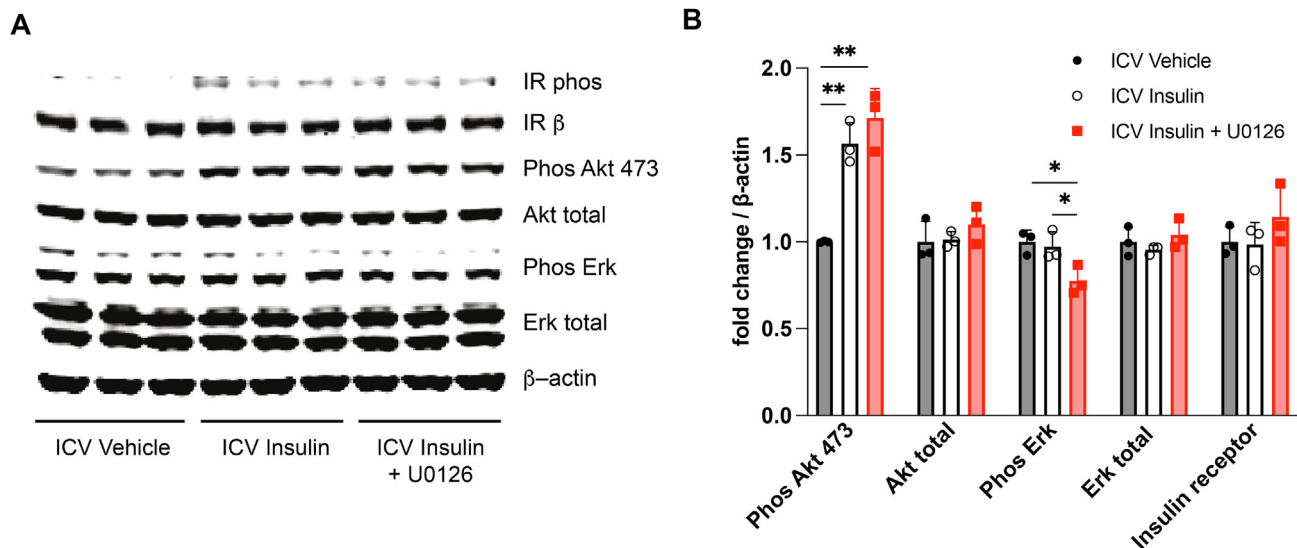 A
IR phos
IR β
Phos Akt 473
Akt total
Phos Erk
Erk total
β–actin
ICV Vehicle
ICV Insulin
ICV Insulin
+ U0126
B
ICV Vehicle
ICV Insulin
ICV Insulin + U0126
fold change / β-actin
2.0
1.5
1.0
0.5
0.0
**
**
*
*
Phos Akt 473
Akt total
Phos Erk
Erk total
Insulin receptor